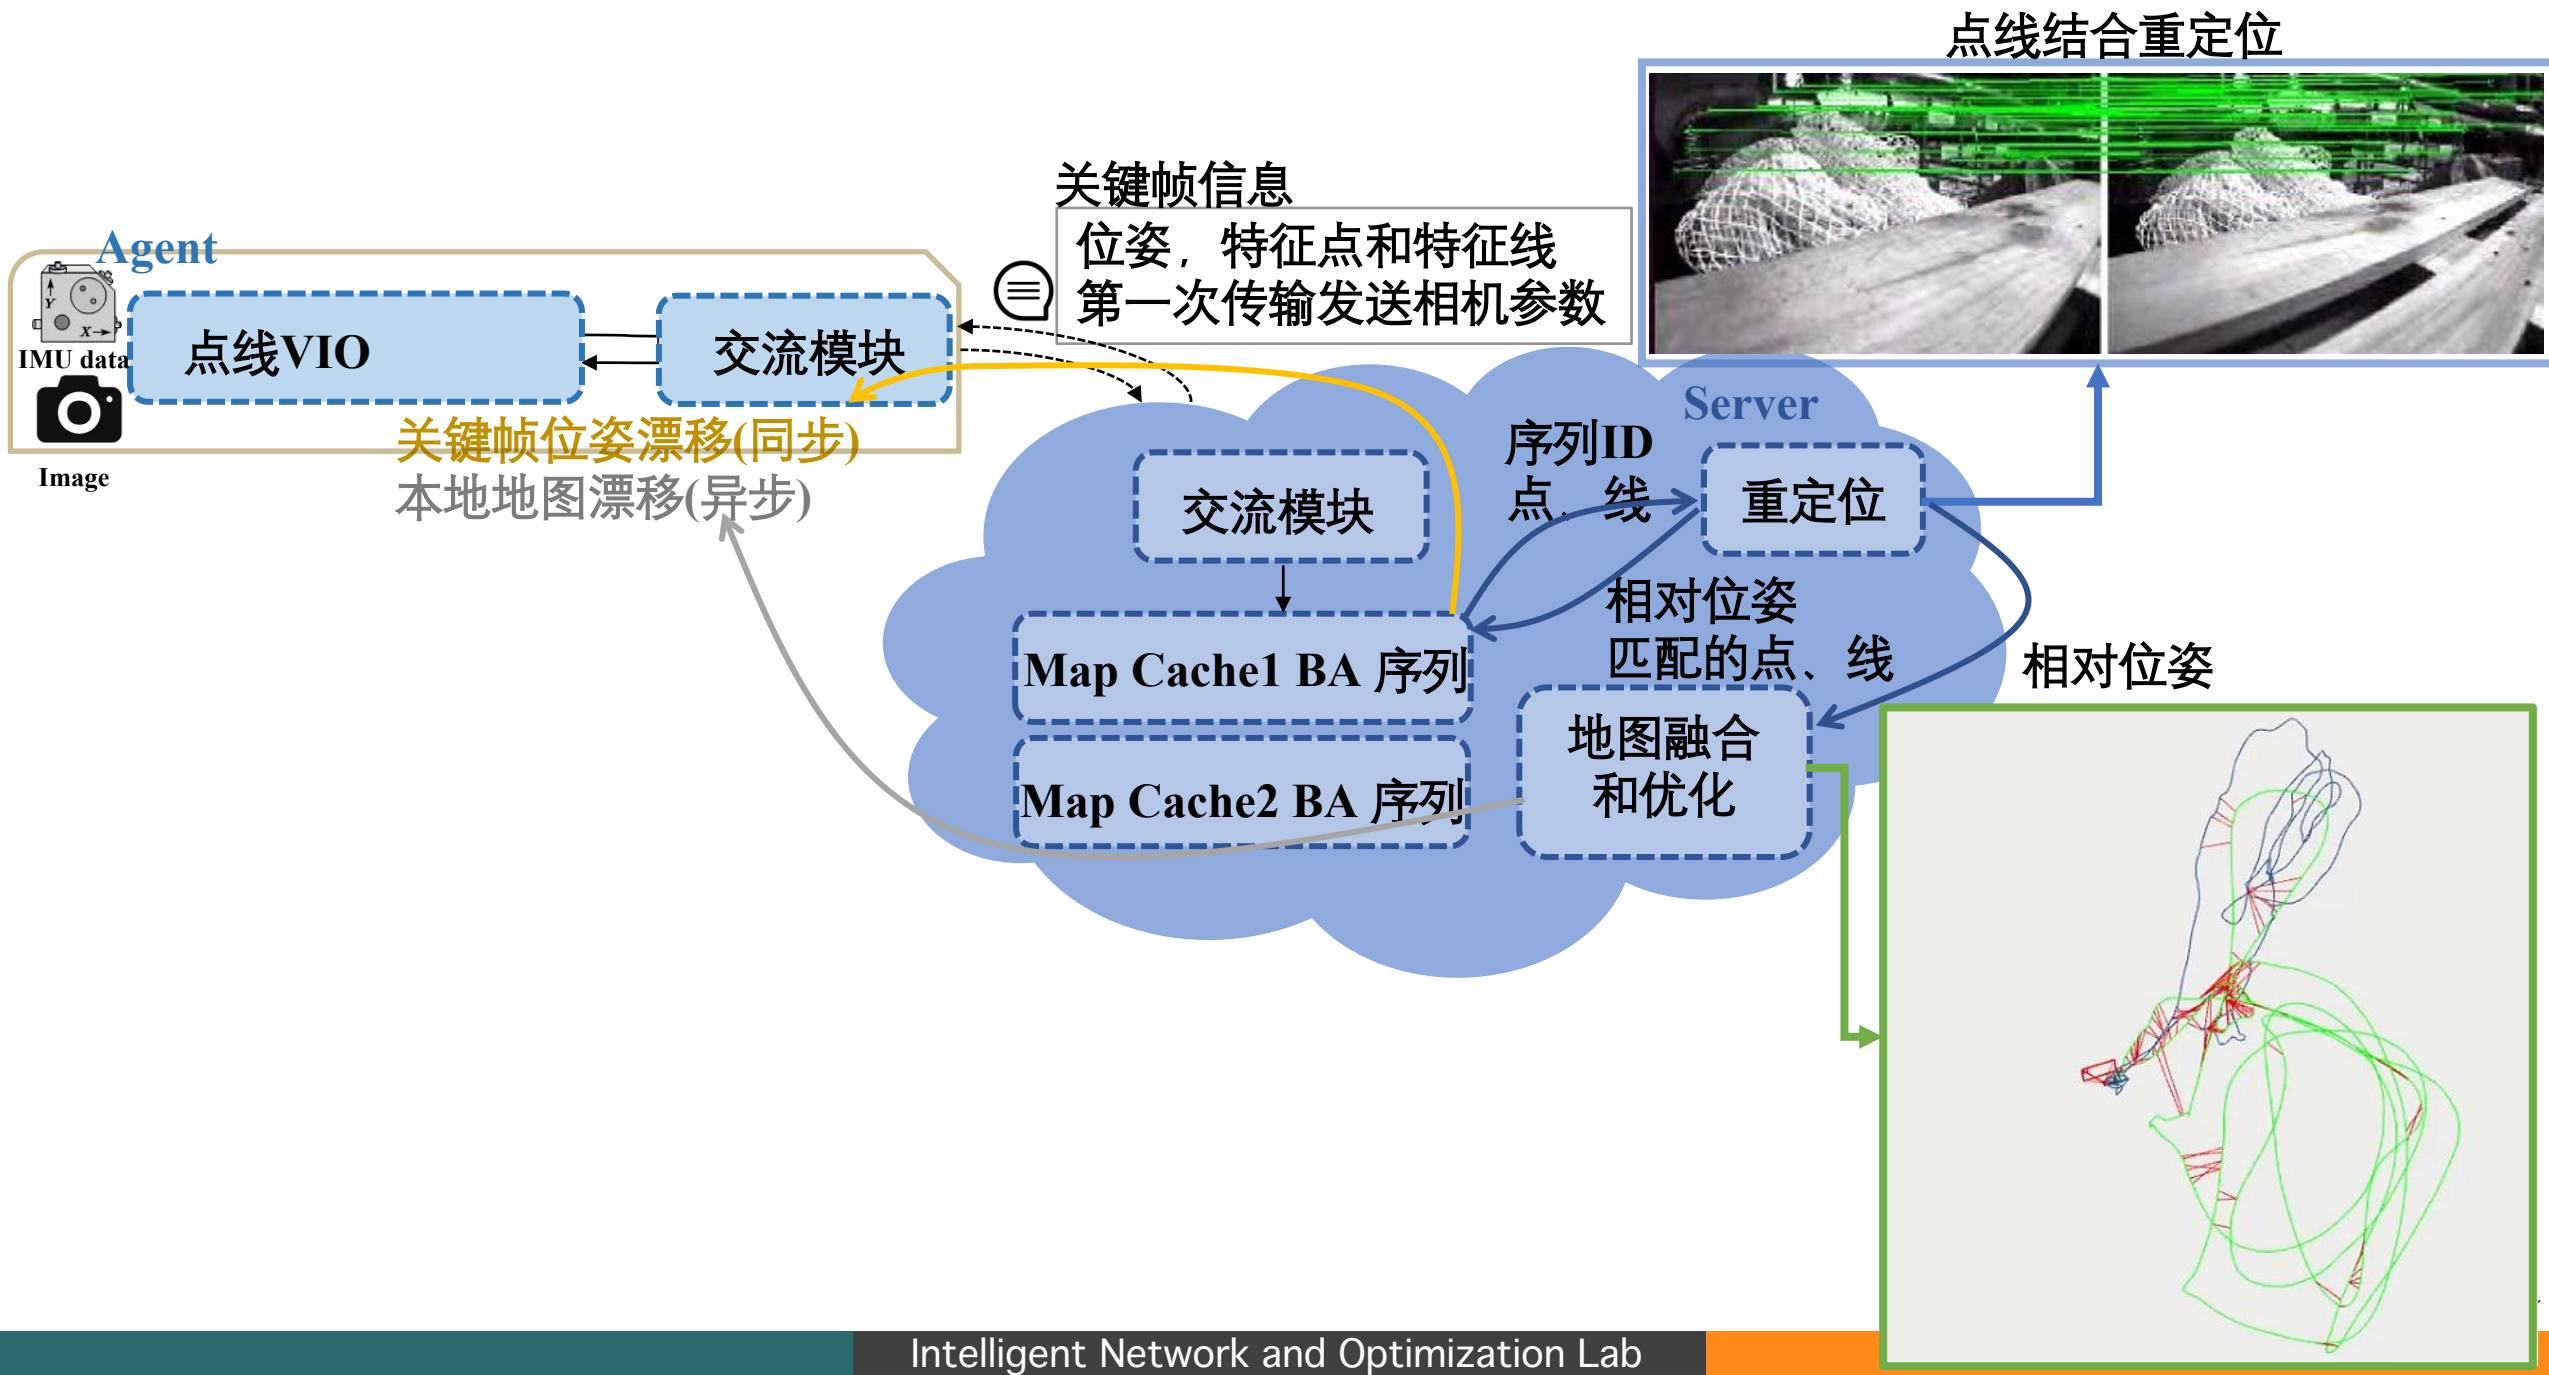 点线结合重定位
关键帧信息
位姿，特征点和特征线
第一次传输发送相机参数
Agent
Y
X
IMU data
点线VIO
交流模块
Image
关键帧位姿漂移(同步)
本地地图漂移(异步)
Server
序列ID
点、线
重定位
交流模块
相对位姿
匹配的点、线
Map Cache1 BA 序列
相对位姿
地图融合
和优化
Map Cache2 BA 序列
Intelligent Network and Optimization Lab